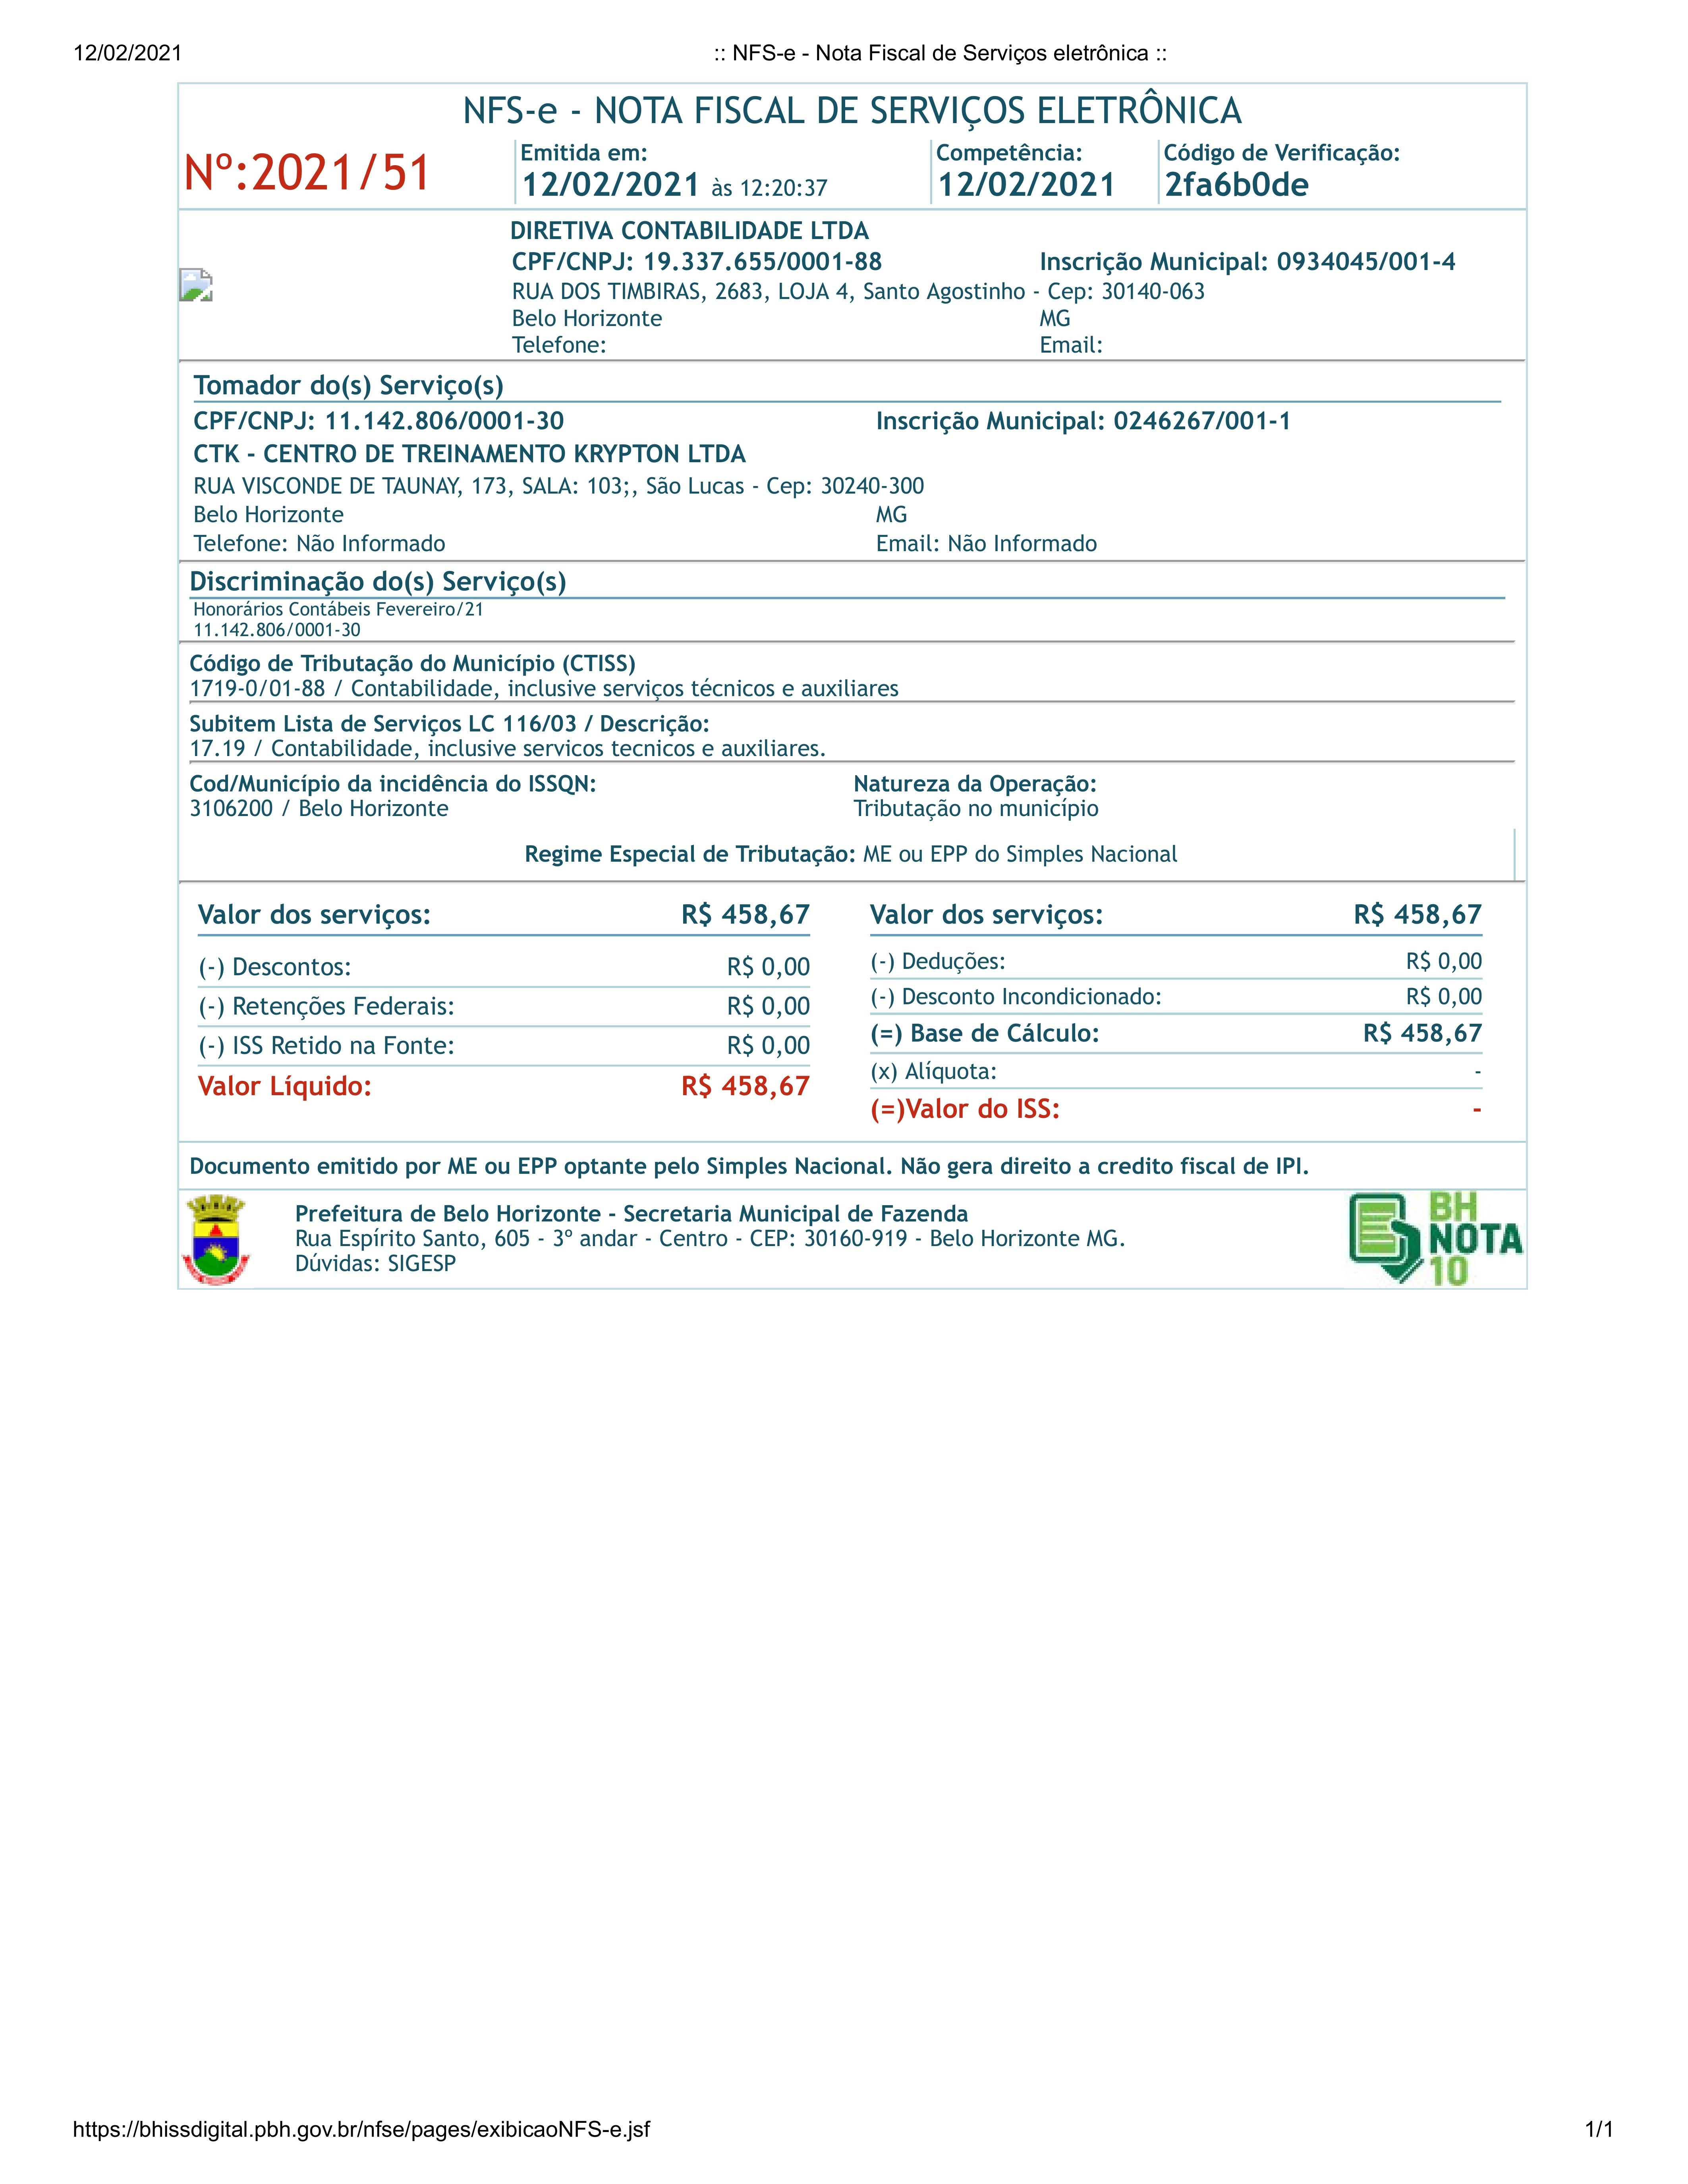 12/02/2021 :: NFS-e - Nota Fiscal de Serviços eletrônica ::
NFS-e - NOTA FISCAL DE SERVIÇOS ELETRÔNICA
Nº:2021/51
Emitida em: Competência: Código de Verificação:
12/02/2021 às 12:20:37 12/02/2021 2fa6b0de
DIRETIVA CONTABILIDADE LTDA
CPF/CNPJ: 19.337.655/0001-88 Inscrição Municipal: 0934045/001-4
RUA DOS TIMBIRAS, 2683, LOJA 4, Santo Agostinho - Cep: 30140-063
Belo Horizonte MG
Telefone: Email:
Tomador do(s) Serviço(s)
CPF/CNPJ: 11.142.806/0001-30 Inscrição Municipal: 0246267/001-1
CTK - CENTRO DE TREINAMENTO KRYPTON LTDA
RUA VISCONDE DE TAUNAY, 173, SALA: 103;, São Lucas - Cep: 30240-300
Belo Horizonte MG
Telefone: Não Informado Email: Não Informado
Discriminação do(s) Serviço(s)
Honorários Contábeis Fevereiro/21
11.142.806/0001-30
Código de Tributação do Município (CTISS)
1719-0/01-88 / Contabilidade, inclusive serviços técnicos e auxiliares
Subitem Lista de Serviços LC 116/03 / Descrição:
17.19 / Contabilidade, inclusive servicos tecnicos e auxiliares.
Cod/Município da incidência do ISSQN: Natureza da Operação:
3106200 / Belo Horizonte Tributação no município
Regime Especial de Tributação: ME ou EPP do Simples Nacional
Valor dos serviços: R$ 458,67
(-) Descontos: R$ 0,00
(-) Retenções Federais: R$ 0,00
(-) ISS Retido na Fonte: R$ 0,00
Valor Líquido: R$ 458,67
Valor dos serviços: R$ 458,67
(-) Deduções: R$ 0,00
(-) Desconto Incondicionado: R$ 0,00
(=) Base de Cálculo: R$ 458,67
(x) Alíquota: -
(=)Valor do ISS: -
Documento emitido por ME ou EPP optante pelo Simples Nacional. Não gera direito a credito fiscal de IPI.
Prefeitura de Belo Horizonte - Secretaria Municipal de Fazenda
Rua Espírito Santo, 605 - 3º andar - Centro - CEP: 30160-919 - Belo Horizonte MG.
Dúvidas: SIGESP
BH
NOTA
10
https://bhissdigital.pbh.gov.br/nfse/pages/exibicaoNFS-e.jsf 1/1